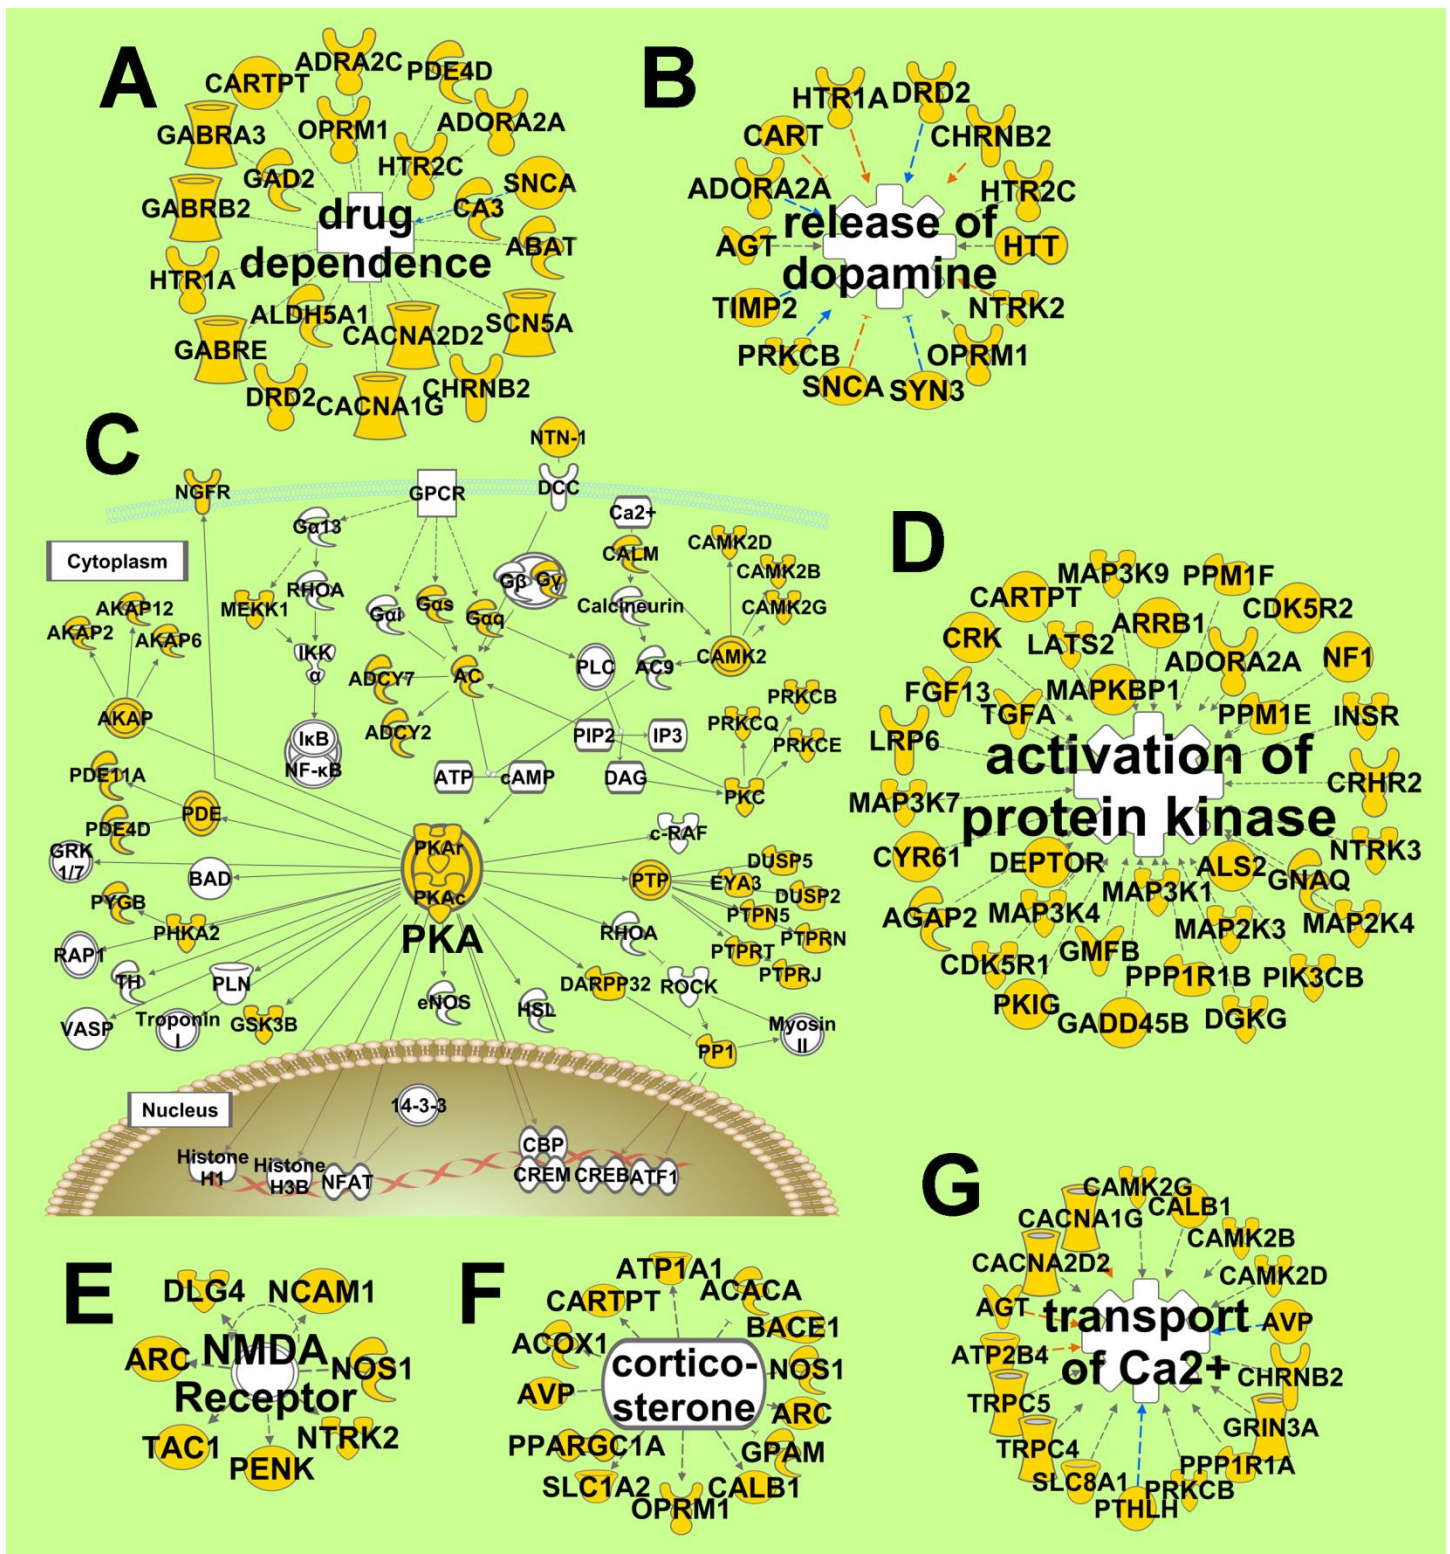 A
CARTPT
ADRA2C
PDE4D
GABRA3
OPRM1
ADORA2A
HTR2C
GAD2
SNCA
GABRB2
CA3
drug
dependence
ABAT
HTR1A
ALDH5A1
CACNA2D2
SCN5A
GABRE
DRD2
CACNA1G
CHRNB2
B
HTR1A
DRD2
CART
CHRNB2
ADORA2A
HTR2C
release of
dopamine
AGT
HTT
TIMP2
NTRK2
PRKCB
OPRM1
SNCA
SYN3
C
NTN-1
NGFR
GPCR
DCC
Gα13
Ca2+
Cytoplasm
CALM
CAMK2D
CAMK2B
CAMK2G
AKAP12
AKAP2
AKAP6
MEKK1
RHOA
Gβ
Gγ
Gαi
Gαs
Gαq
Calcineurin
IKK
α
PLC
AC9
CAMK2
ADCY7
AC
AKAP
ADCY2
PRKCB
PRKCQ
PRKCE
IκB
NF-κB
PIP2
IP3
PDE11A
ATP
cAMP
DAG
PKC
PDE
PDE4D
c-RAF
GRK
1/7
BAD
PKAr
PKAc
PKA
PTP
DUSP5
EYA3
DUSP2
PTPN5
PTPRN
PTPRT
PTPRJ
PYGB
PHKA2
RAP1
TH
PLN
RHOA
DARPP32
ROCK
eNOS
HSL
VASP
Troponin
I
GSK3B
Myosin
II
PP1
Nucleus
14-3-3
Histone
H1
Histone
H3B
NFAT
CBP
CREM
CREB
ATF1
D
MAP3K9
PPM1F
CARTPT
CDK5R2
ARRB1
CRK
LATS2
ADORA2A
NF1
FGF13
MAPKBP1
TGFA
PPM1E
INSR
LRP6
activation of
protein kinase
CRHR2
MAP3K7
CYR61
DEPTOR
ALS2
NTRK3
GNAQ
MAP3K1
AGAP2
MAP3K4
MAP2K3
MAP2K4
GMFB
CDK5R1
PPP1R1B
PIK3CB
PKIG
GADD45B
DGKG
E
DLG4
NCAM1
ARC
NMDA
Receptor
NOS1
TAC1
NTRK2
PENK
F
ATP1A1
CARTPT
ACACA
ACOX1
BACE1
cortico-
sterone
NOS1
AVP
ARC
PPARGC1A
GPAM
SLC1A2
CALB1
OPRM1
G
CAMK2G
CALB1
CACNA1G
CAMK2B
CACNA2D2
CAMK2D
AGT
transport
of Ca2+
AVP
ATP2B4
CHRNB2
TRPC5
GRIN3A
TRPC4
PPP1R1A
SLC8A1
PRKCB
PTHLH